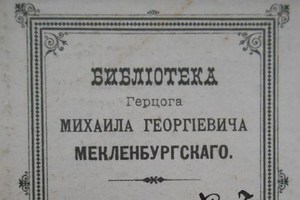 БИБЛІОТЕКА
Герцога
МИХАИЛА ГЕОРГІЕВИЧА
МЕКЛЕНБУРГСКАГО.